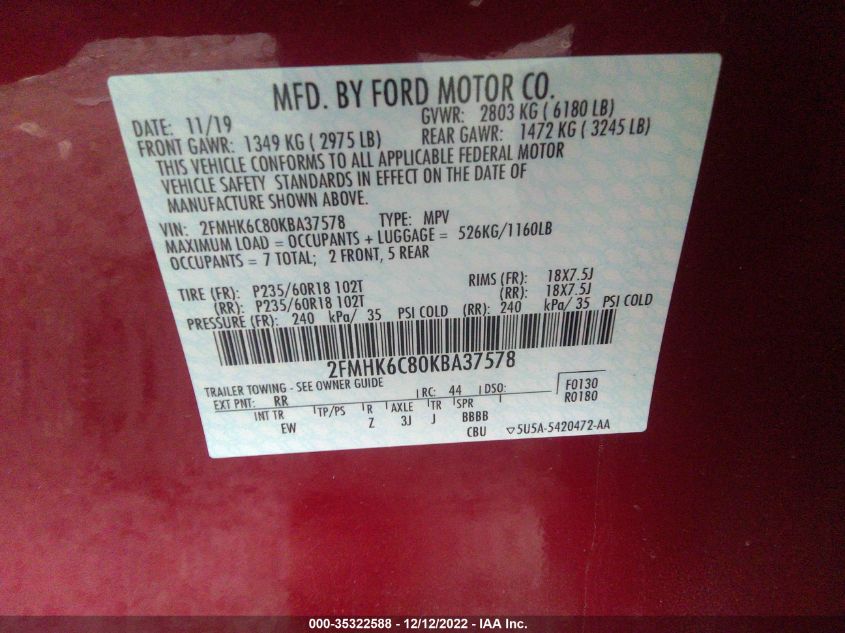 MFD. BY FORD MOTOR CO.
DATE: 11/19 GVWR: 2803 KG ( 6180 LB)
FRONT GAWR: 1349 KG ( 2975 LB) REAR GAWR: 1472 KG ( 3245 LB)
THIS VEHICLE CONFORMS TO ALL APPLICABLE FEDERAL MOTOR
VEHICLE SAFETY STANDARDS IN EFFECT ON THE DATE OF
MANUFACTURE SHOWN ABOVE.
VIN: 2FMHK6C80KBA37578 TYPE: MPV
MAXIMUM LOAD = OCCUPANTS + LUGGAGE = 526KG/1160LB
OCCUPANTS = 7 TOTAL; 2 FRONT, 5 REAR
TIRE (FR): P235/60R18 102T RIMS (FR): 18X7.5J
(RR): P235/60R18 102T (RR): 18X7.5J
PRESSURE (FR): 240 kPa/ 35 PSI COLD (RR): 240 kPa/ 35 PSI COLD
2FMHK6C80KBA37578
TRAILER TOWING - SEE OWNER GUIDE
EXT PNT: RR RC: 44 DSO: F0130
R0180
INT TR TP/PS R AXLE TR SPR
EW Z 3J J BBBB
CBU ▽5U5A-5420472-AA
000-35322588 - 12/12/2022 - IAA Inc.